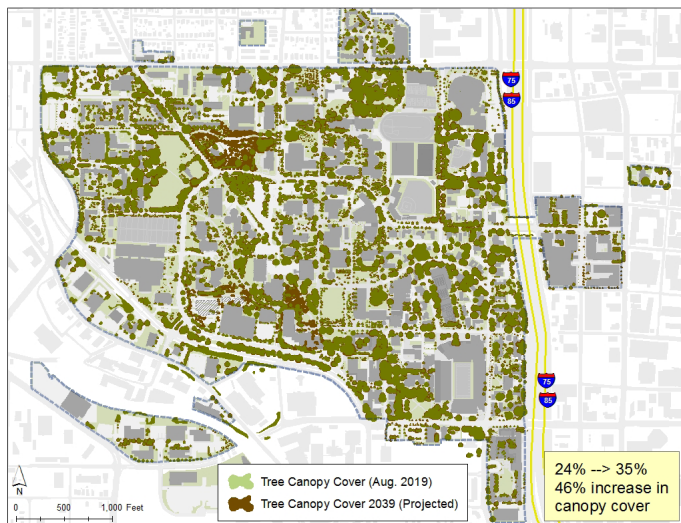 75
85
75
85
24% --> 35%
46% increase in
canopy cover
Tree Canopy Cover (Aug. 2019)
Tree Canopy Cover 2039 (Projected)
N
0 500 1,000 Feet